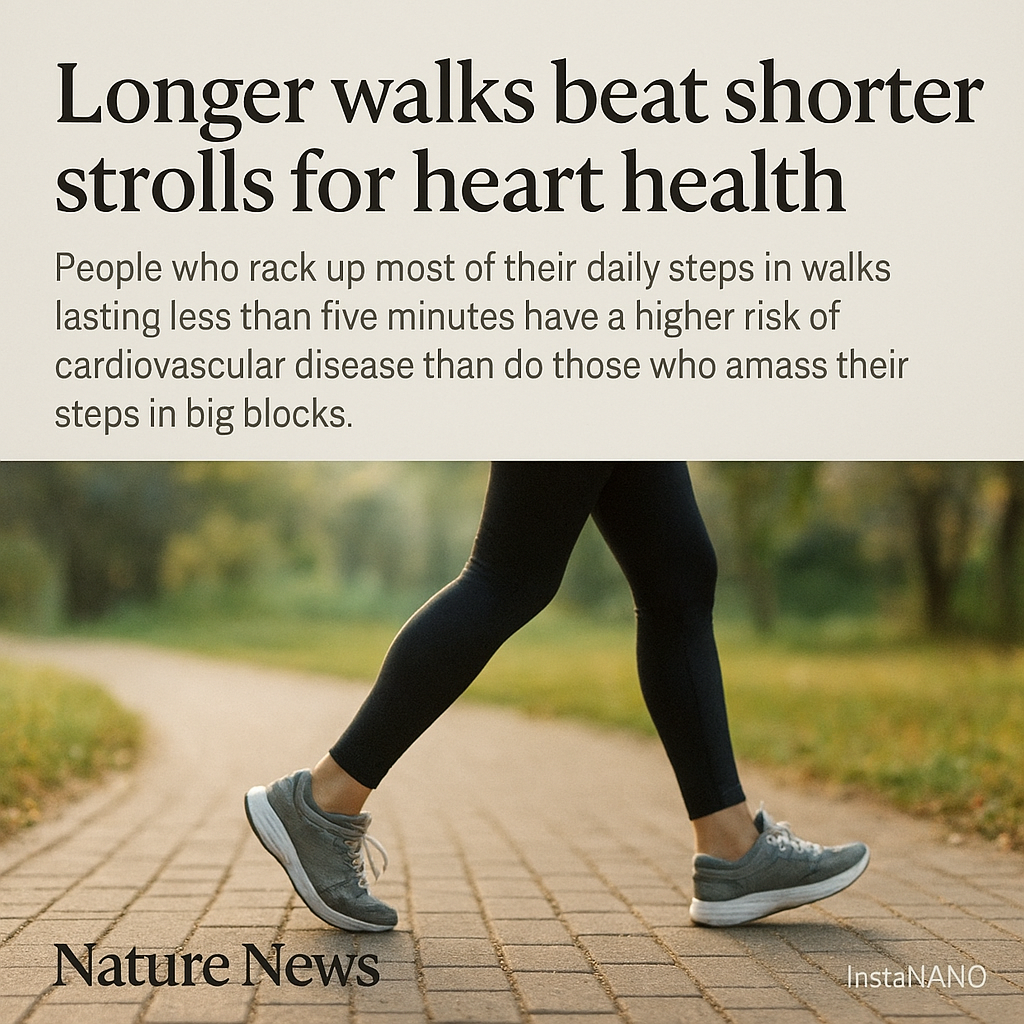 Longer walks beat shorter
strolls for heart health
People who rack up most of their daily steps in walks
lasting less than five minutes have a higher risk of
cardiovascular disease than do those who amass their
steps in big blocks.
Nature News
InstaNANO